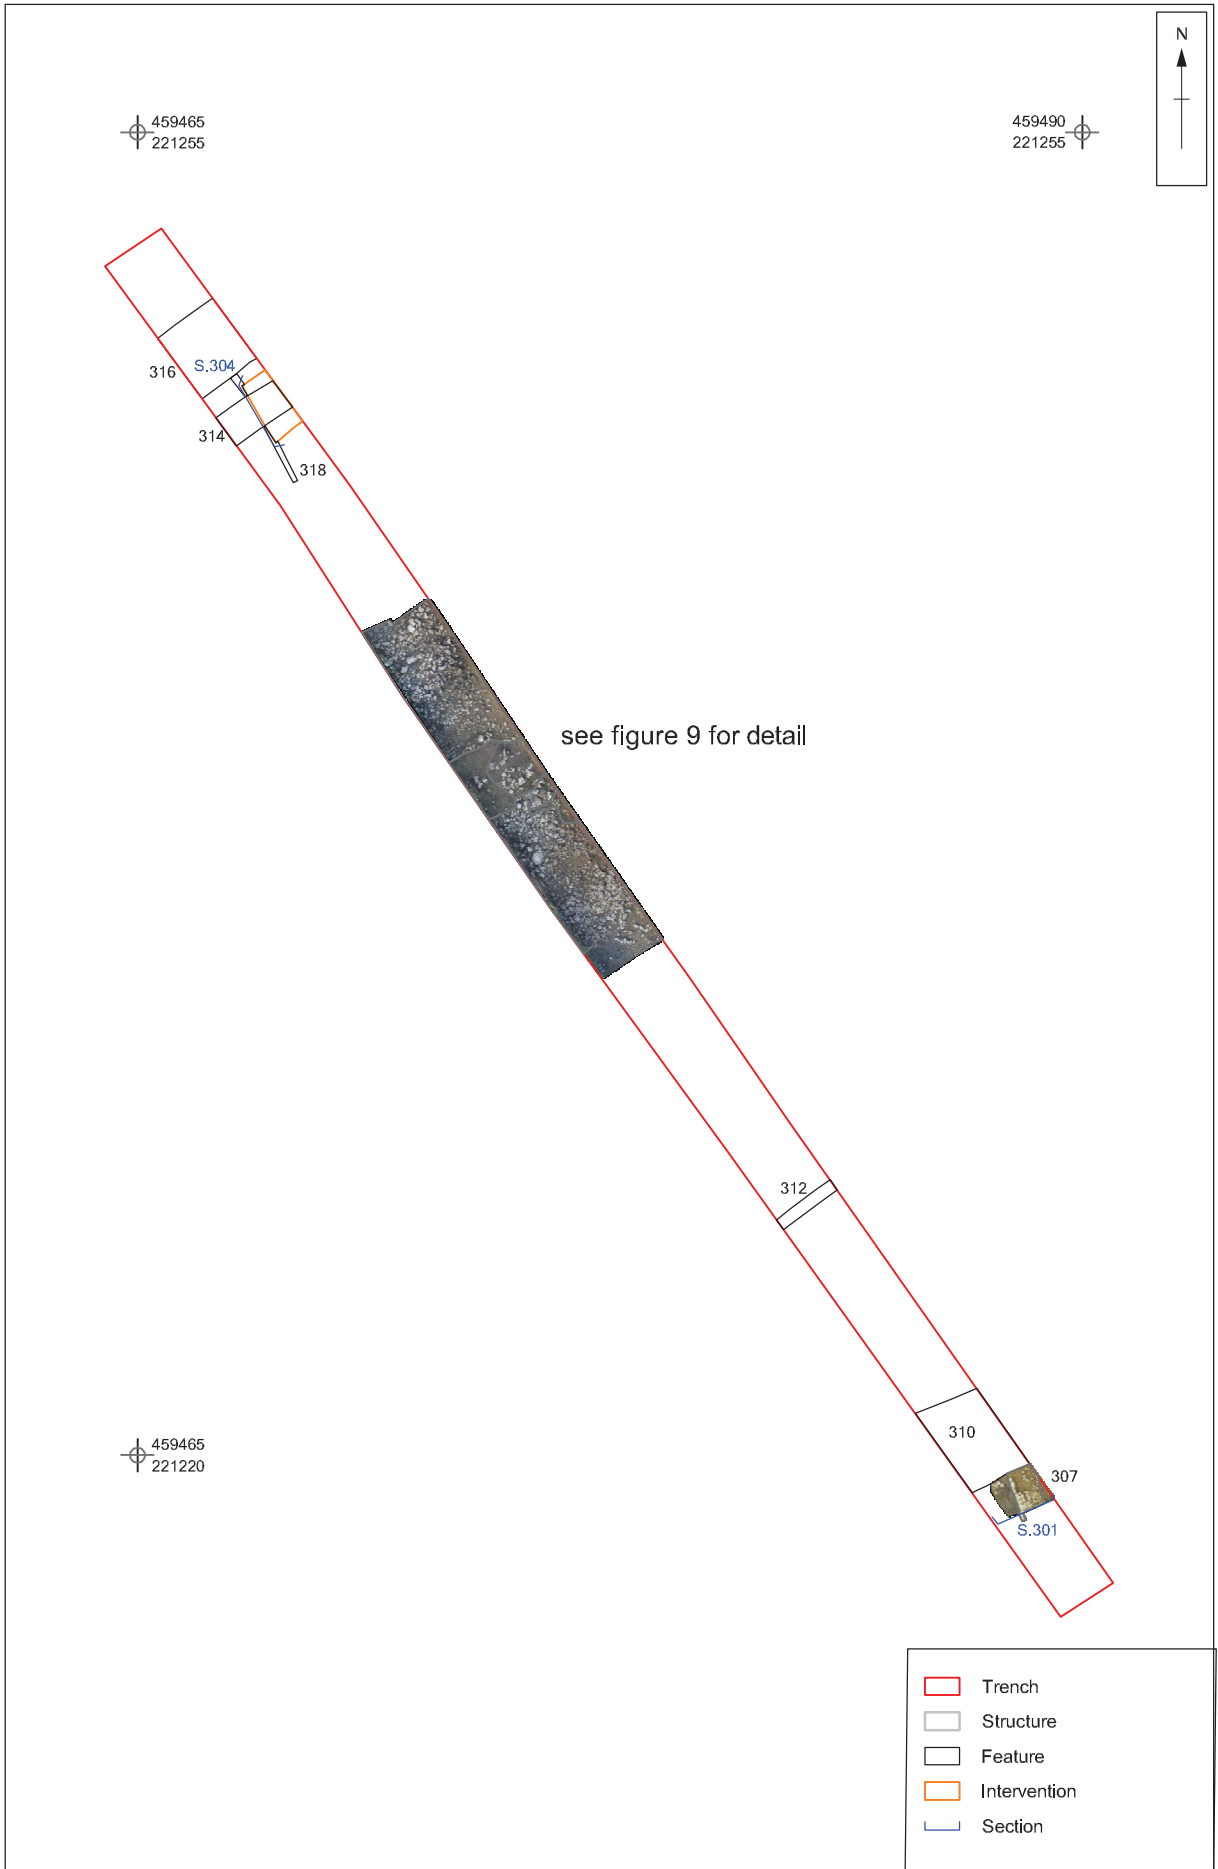 N
459465
221255
459490
221255
316
S.304
314
318
see figure 9 for detail
312
310
307
S.301
459465
221220
Trench
Structure
Feature
Intervention
Section